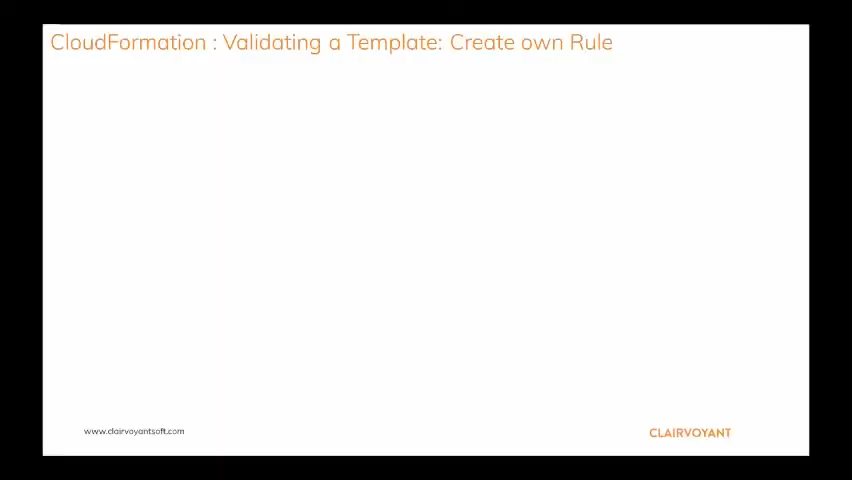 CloudFormation : Validating a Template: Create own Rule
www.clairvoyantsoft.com
CLAIRVOYANT